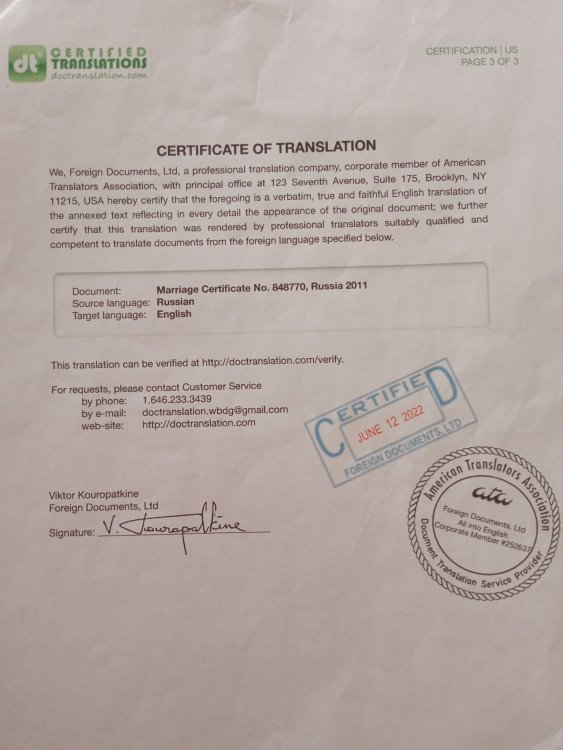 dt
CERTIFIED
TRANSLATIONS
doctranslation.com
CERTIFICATION | US
PAGE 3 OF 3
CERTIFICATE OF TRANSLATION
We, Foreign Documents, Ltd, a professional translation company, corporate member of American
Translators Association, with principal office at 123 Seventh Avenue, Suite 175, Brooklyn, NY
11215, USA hereby certify that the foregoing is a verbatim, true and faithful English translation of
the annexed text reflecting in every detail the appearance of the original document; we further
certify that this translation was rendered by professional translators suitably qualified and
competent to translate documents from the foreign language specified below.
Document: Marriage Certificate No. 848770, Russia 2011
Source language: Russian
Target language: English
This translation can be verified at http://doctranslation.com/verify.
For requests, please contact Customer Service
by phone: 1.646.233.3439
by e-mail: doctranslation.wbdg@gmail.com
web-site: http://doctranslation.com
CERTIFIED
JUNE 12 2022
FOREIGN DOCUMENTS, LTD
Viktor Kouropatkine
Foreign Documents, Ltd
Signature: V. Kouropatkine
American Translators Association
ata
Foreign Documents, Ltd
All into English
Corporate Member #252637
Document Translation Service Provider